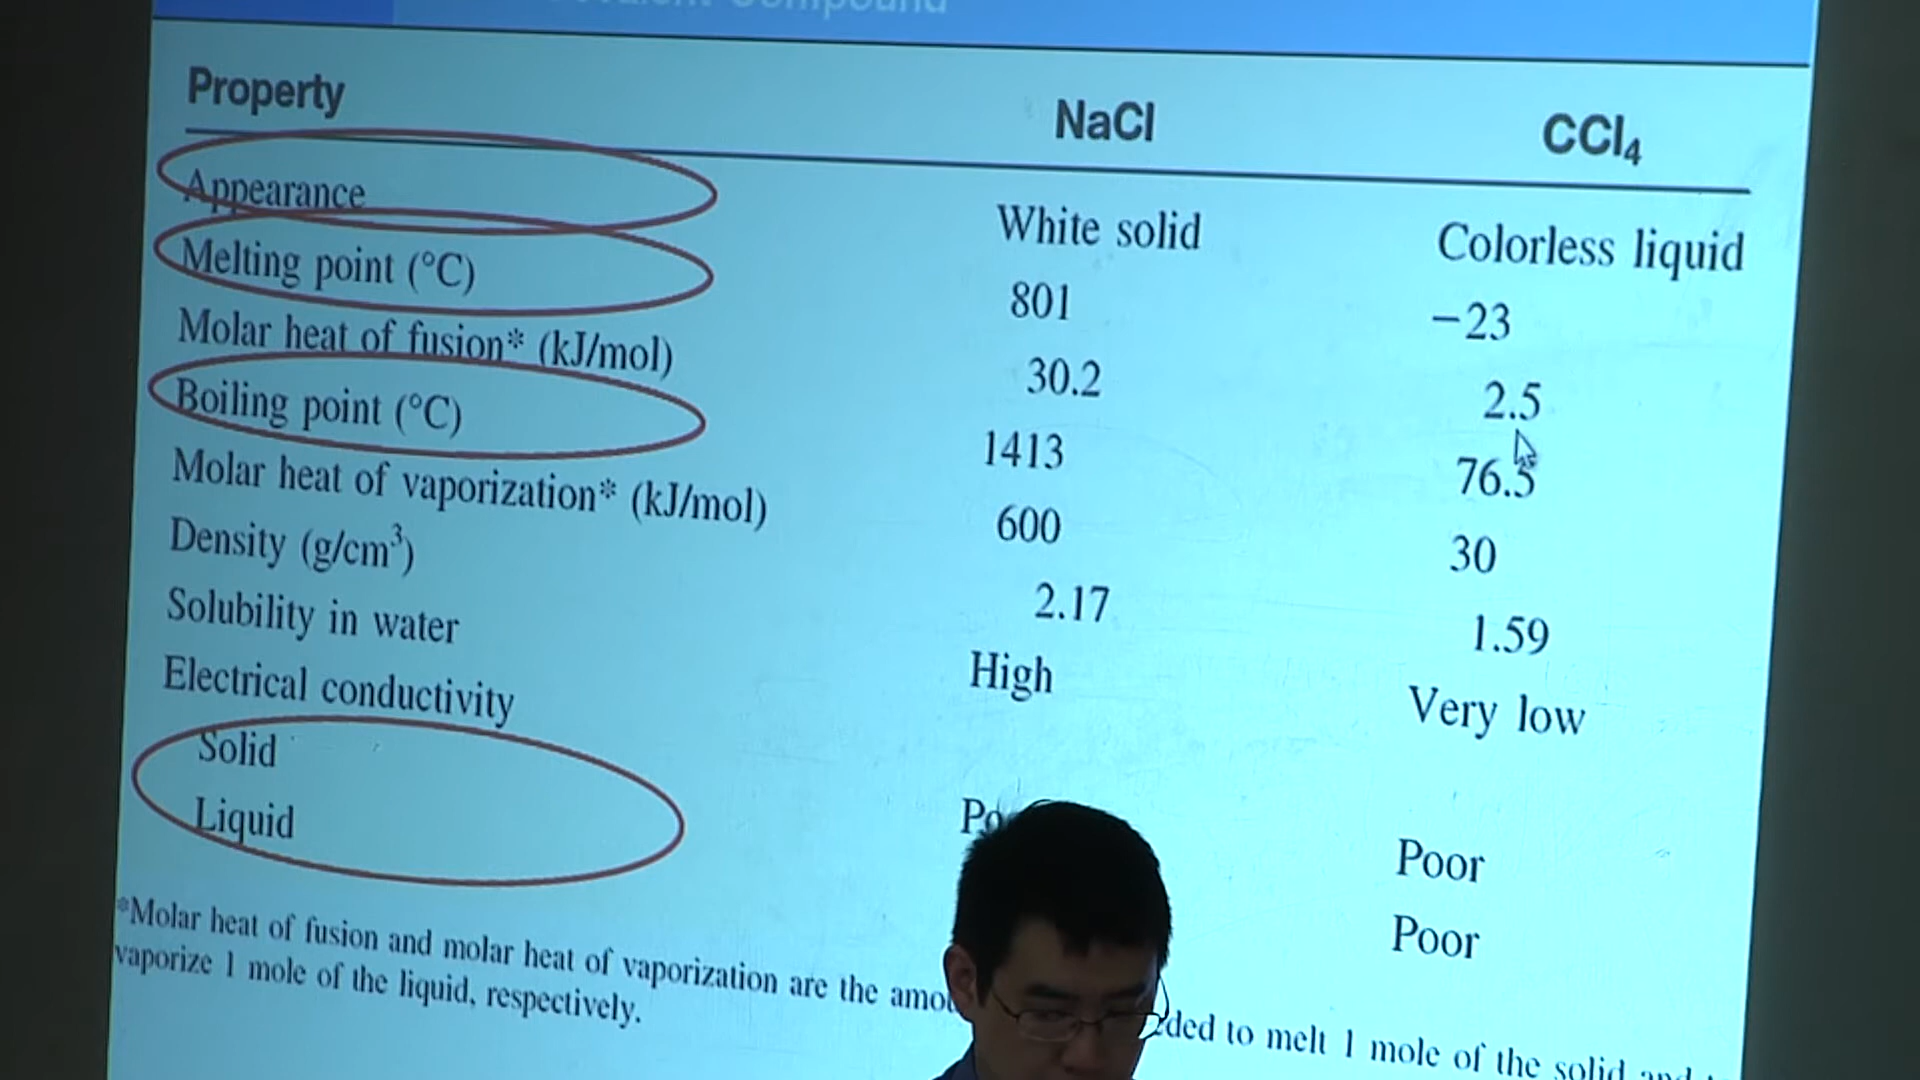 Compound
Property NaCl CCl₄
Appearance White solid Colorless liquid
Melting point (°C) 801 −23
Molar heat of fusion* (kJ/mol) 30.2 2.5
Boiling point (°C) 1413 76.5
Molar heat of vaporization* (kJ/mol) 600 30
Density (g/cm³) 2.17 1.59
Solubility in water High Very low
Electrical conductivity
Solid Poor
Liquid Poor
*Molar heat of fusion and molar heat of vaporization are the to melt 1 mole of the solid and
vaporize 1 mole of the liquid, respectively.